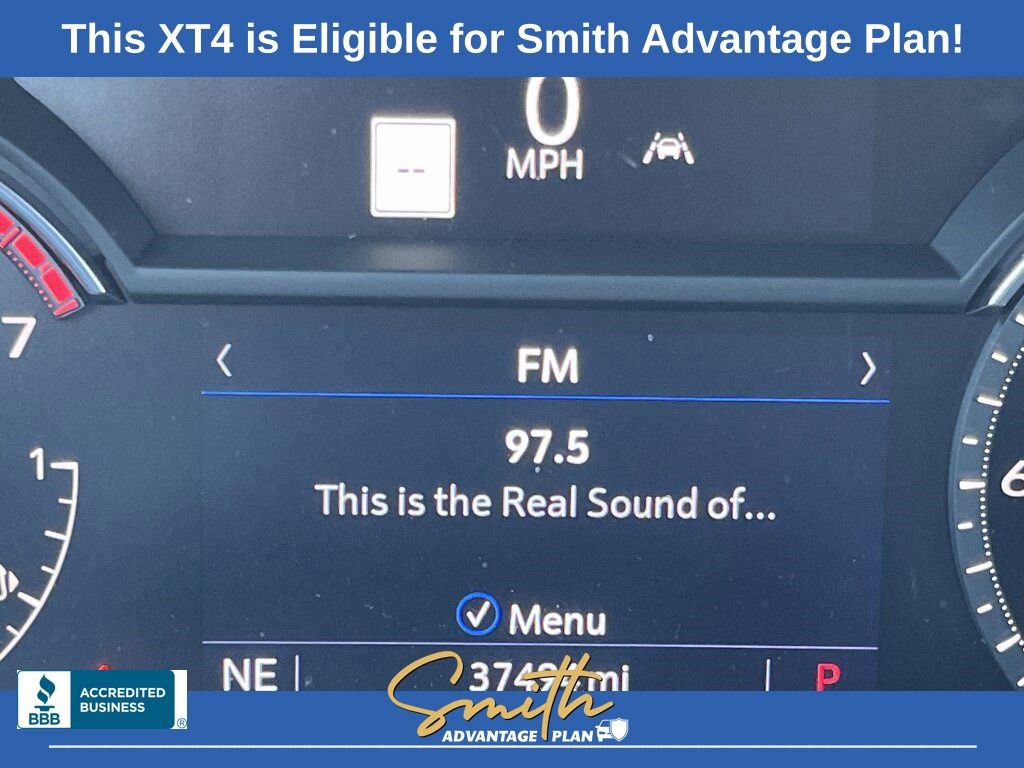 This XT4 is Eligible for Smith Advantage Plan!
0
--
MPH
7
FM
97.5
This is the Real Sound of...
1
6
Menu
NE
mi
P
BBB
ACCREDITED
BUSINESS
®
Smith
ADVANTAGE PLAN